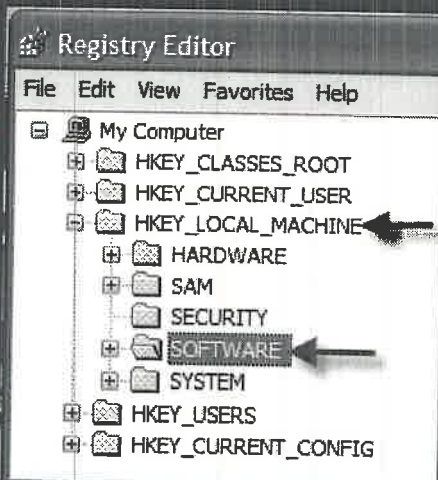 Registry Editor
File Edit View Favorites Help
My Computer
HKEY_CLASSES_ROOT
HKEY_CURRENT_USER
HKEY_LOCAL_MACHINE
HARDWARE
SAM
SECURITY
SOFTWARE
SYSTEM
HKEY_USERS
HKEY_CURRENT_CONFIG